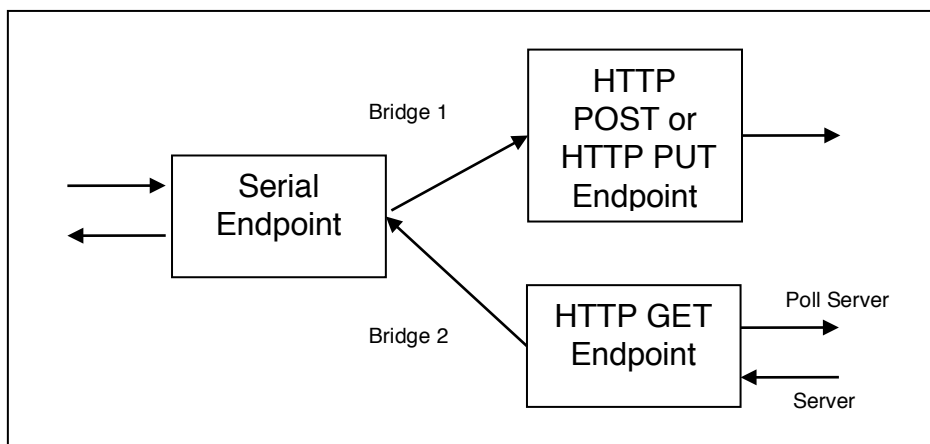 Bridge 1
HTTP
POST or
HTTP PUT
Endpoint
Serial
Endpoint
Bridge 2
HTTP GET
Endpoint
Poll Server
Server